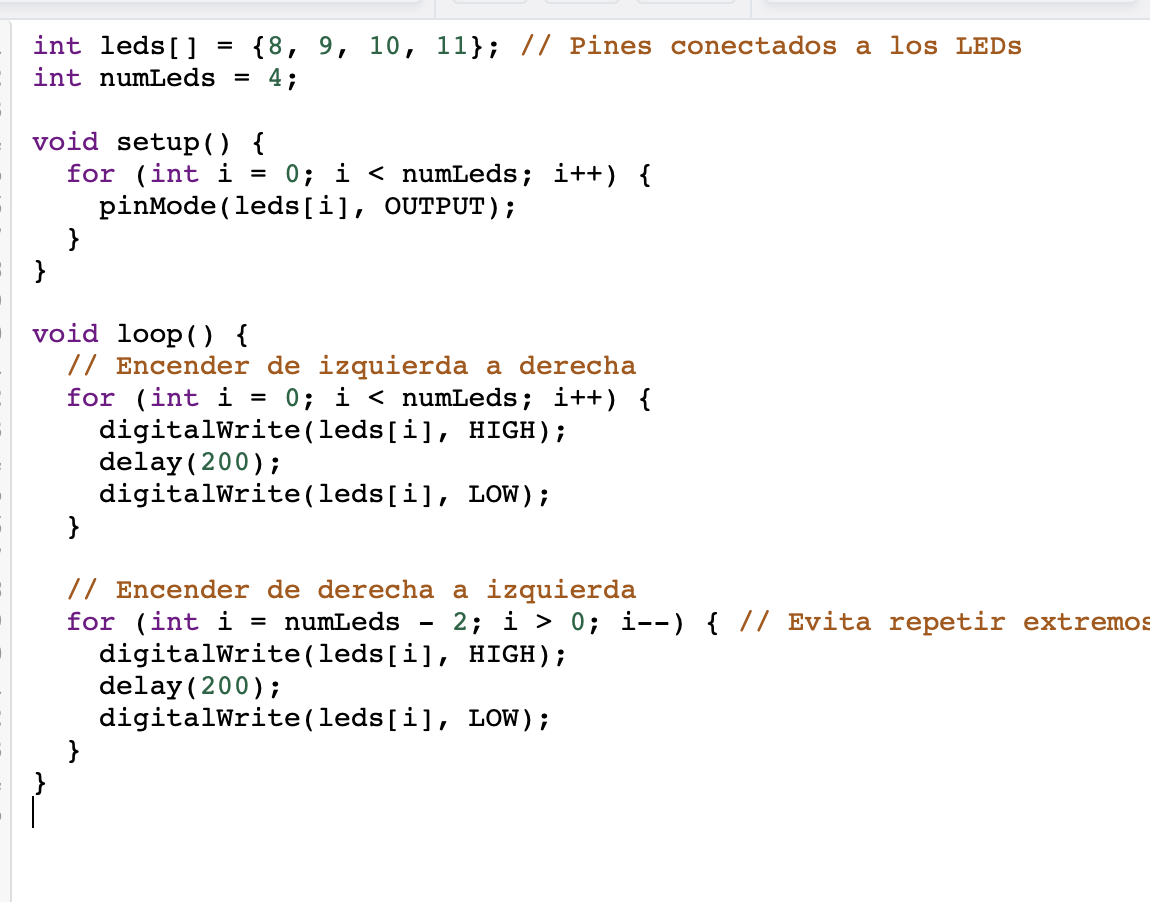 int leds[] = {8, 9, 10, 11}; // Pines conectados a los LEDs
int numLeds = 4;
void setup() {
  for (int i = 0; i < numLeds; i++) {
    pinMode(leds[i], OUTPUT);
  }
}
void loop() {
  // Encender de izquierda a derecha
  for (int i = 0; i < numLeds; i++) {
    digitalWrite(leds[i], HIGH);
    delay(200);
    digitalWrite(leds[i], LOW);
  }
  // Encender de derecha a izquierda
  for (int i = numLeds - 2; i > 0; i--) { // Evita repetir extremos
    digitalWrite(leds[i], HIGH);
    delay(200);
    digitalWrite(leds[i], LOW);
  }
}